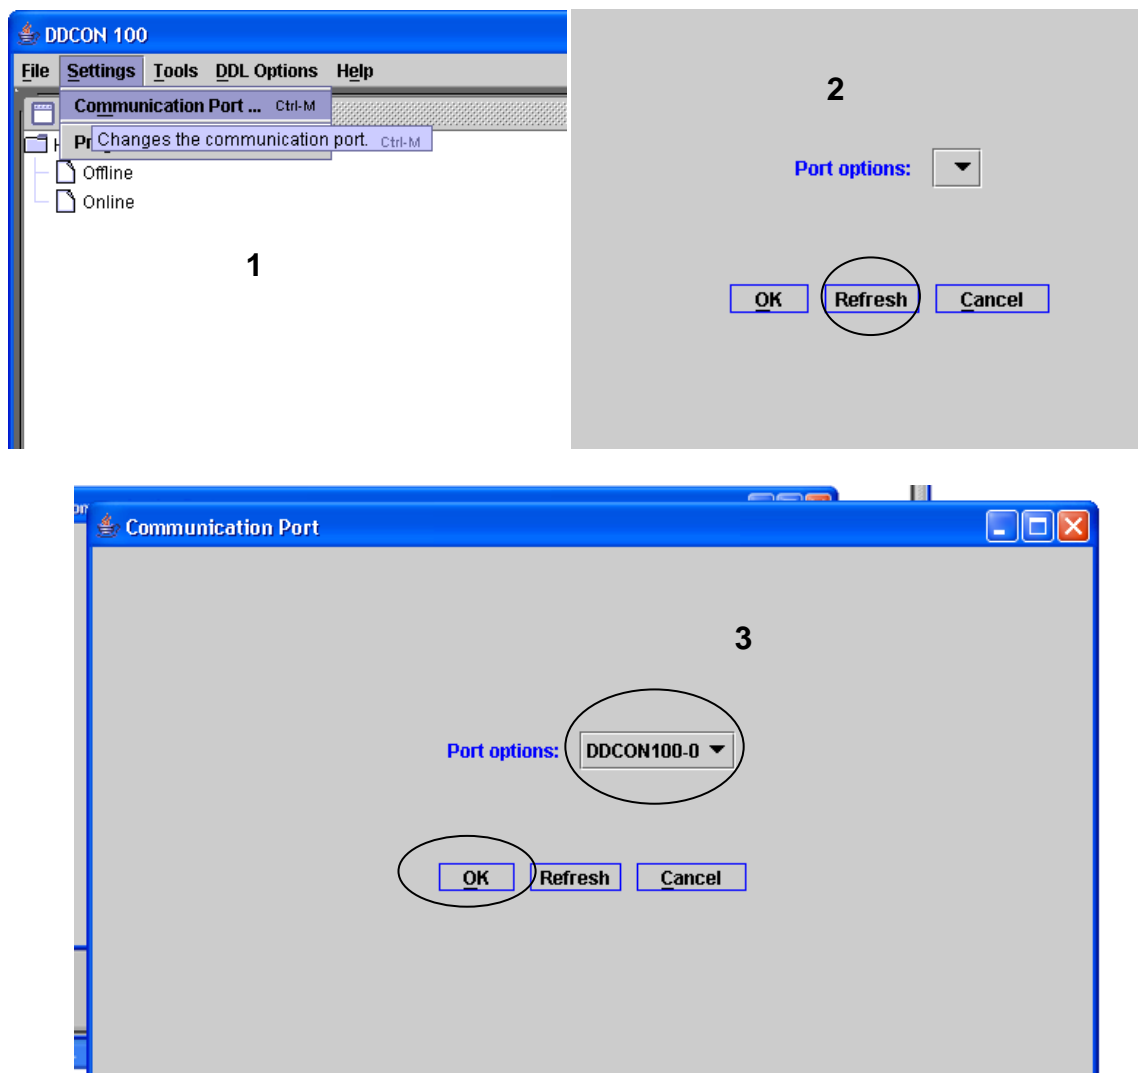 DDCON 100
File Settings Tools DDL Options Help
Communication Port ... Ctrl-M
Changes the communication port. Ctrl-M
Offline
Online
1
2
Port options:
OK Refresh Cancel
Communication Port
3
Port options: DDCON100-0
OK Refresh Cancel